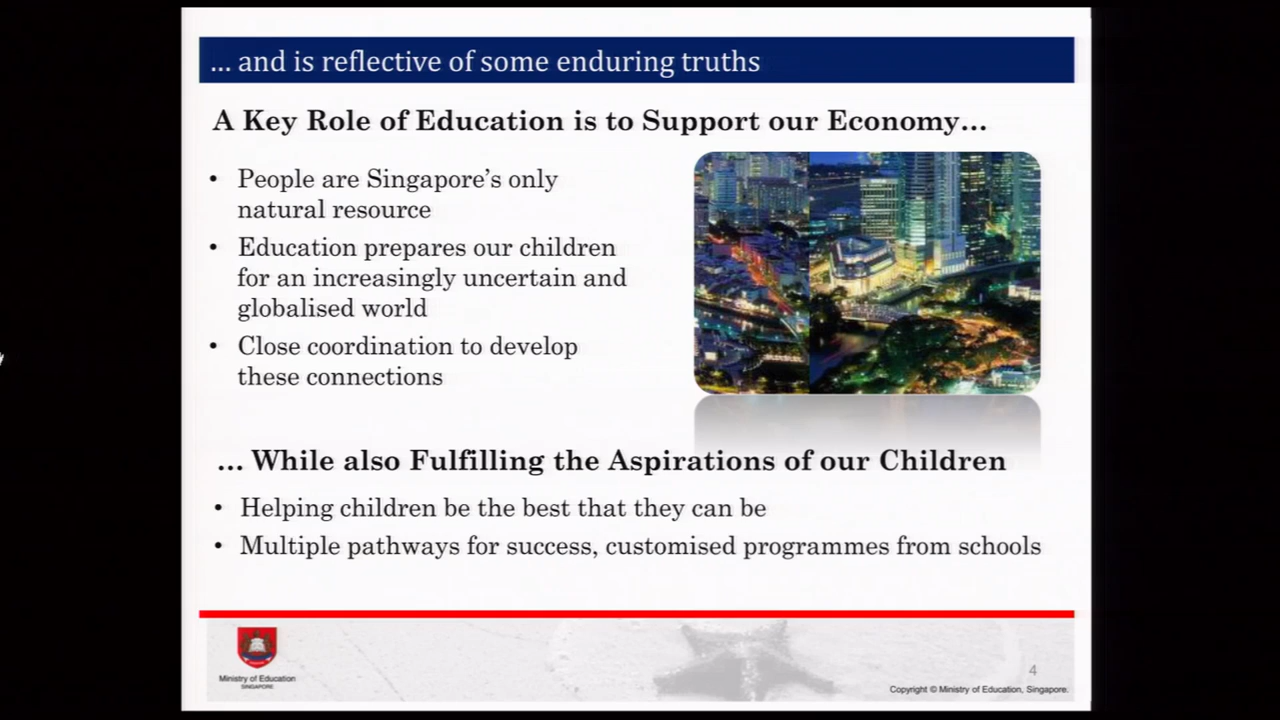 ... and is reflective of some enduring truths
A Key Role of Education is to Support our Economy...
• People are Singapore's only
natural resource
• Education prepares our children
for an increasingly uncertain and
globalised world
• Close coordination to develop
these connections
... While also Fulfilling the Aspirations of our Children
• Helping children be the best that they can be
• Multiple pathways for success, customised programmes from schools
Ministry of Education
SINGAPORE
4
Copyright © Ministry of Education, Singapore.